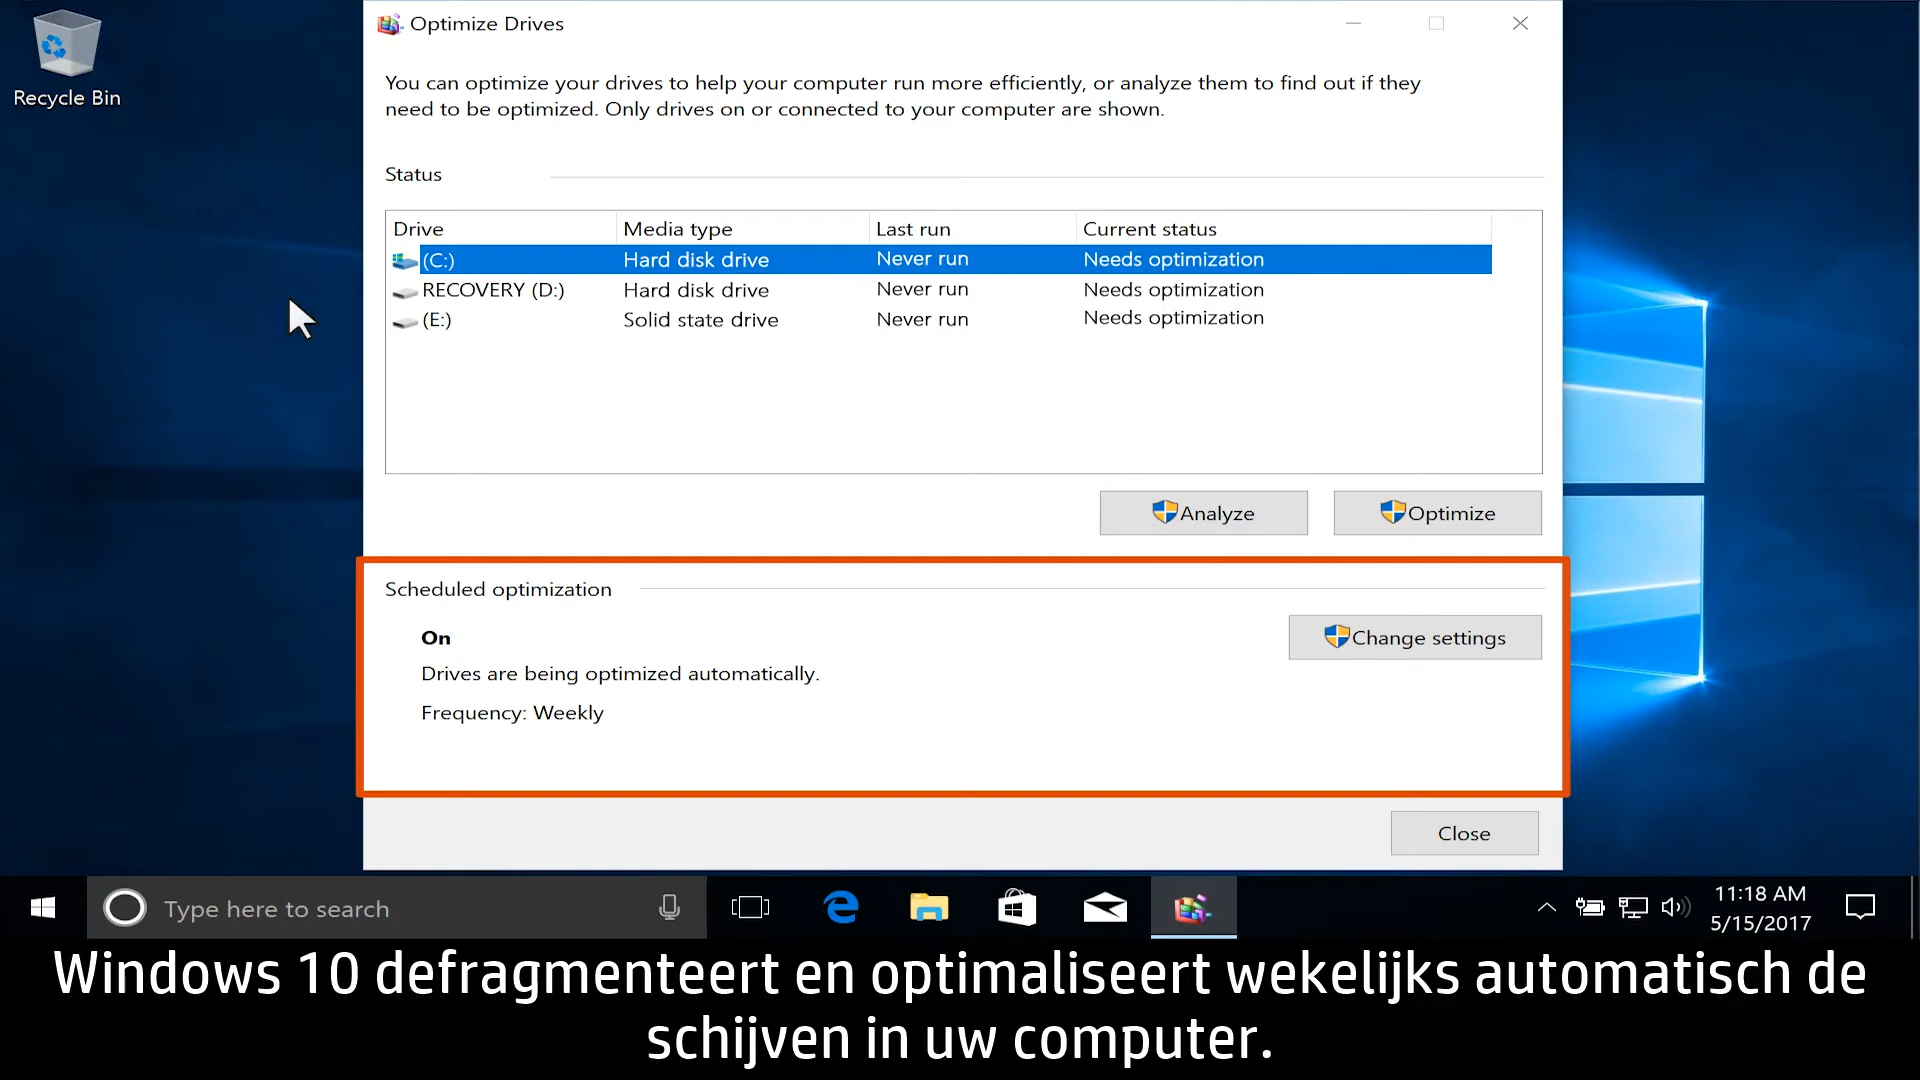 Recycle Bin
Optimize Drives
You can optimize your drives to help your computer run more efficiently, or analyze them to find out if they
need to be optimized. Only drives on or connected to your computer are shown.
Status
Drive Media type Last run Current status
(C:) Hard disk drive Never run Needs optimization
RECOVERY (D:) Hard disk drive Never run Needs optimization
(E:) Solid state drive Never run Needs optimization
Analyze Optimize
Scheduled optimization
On
Change settings
Drives are being optimized automatically.
Frequency: Weekly
Close
Type here to search
11:18 AM
5/15/2017
Windows 10 defragmenteert en optimaliseert wekelijks automatisch de
schijven in uw computer.